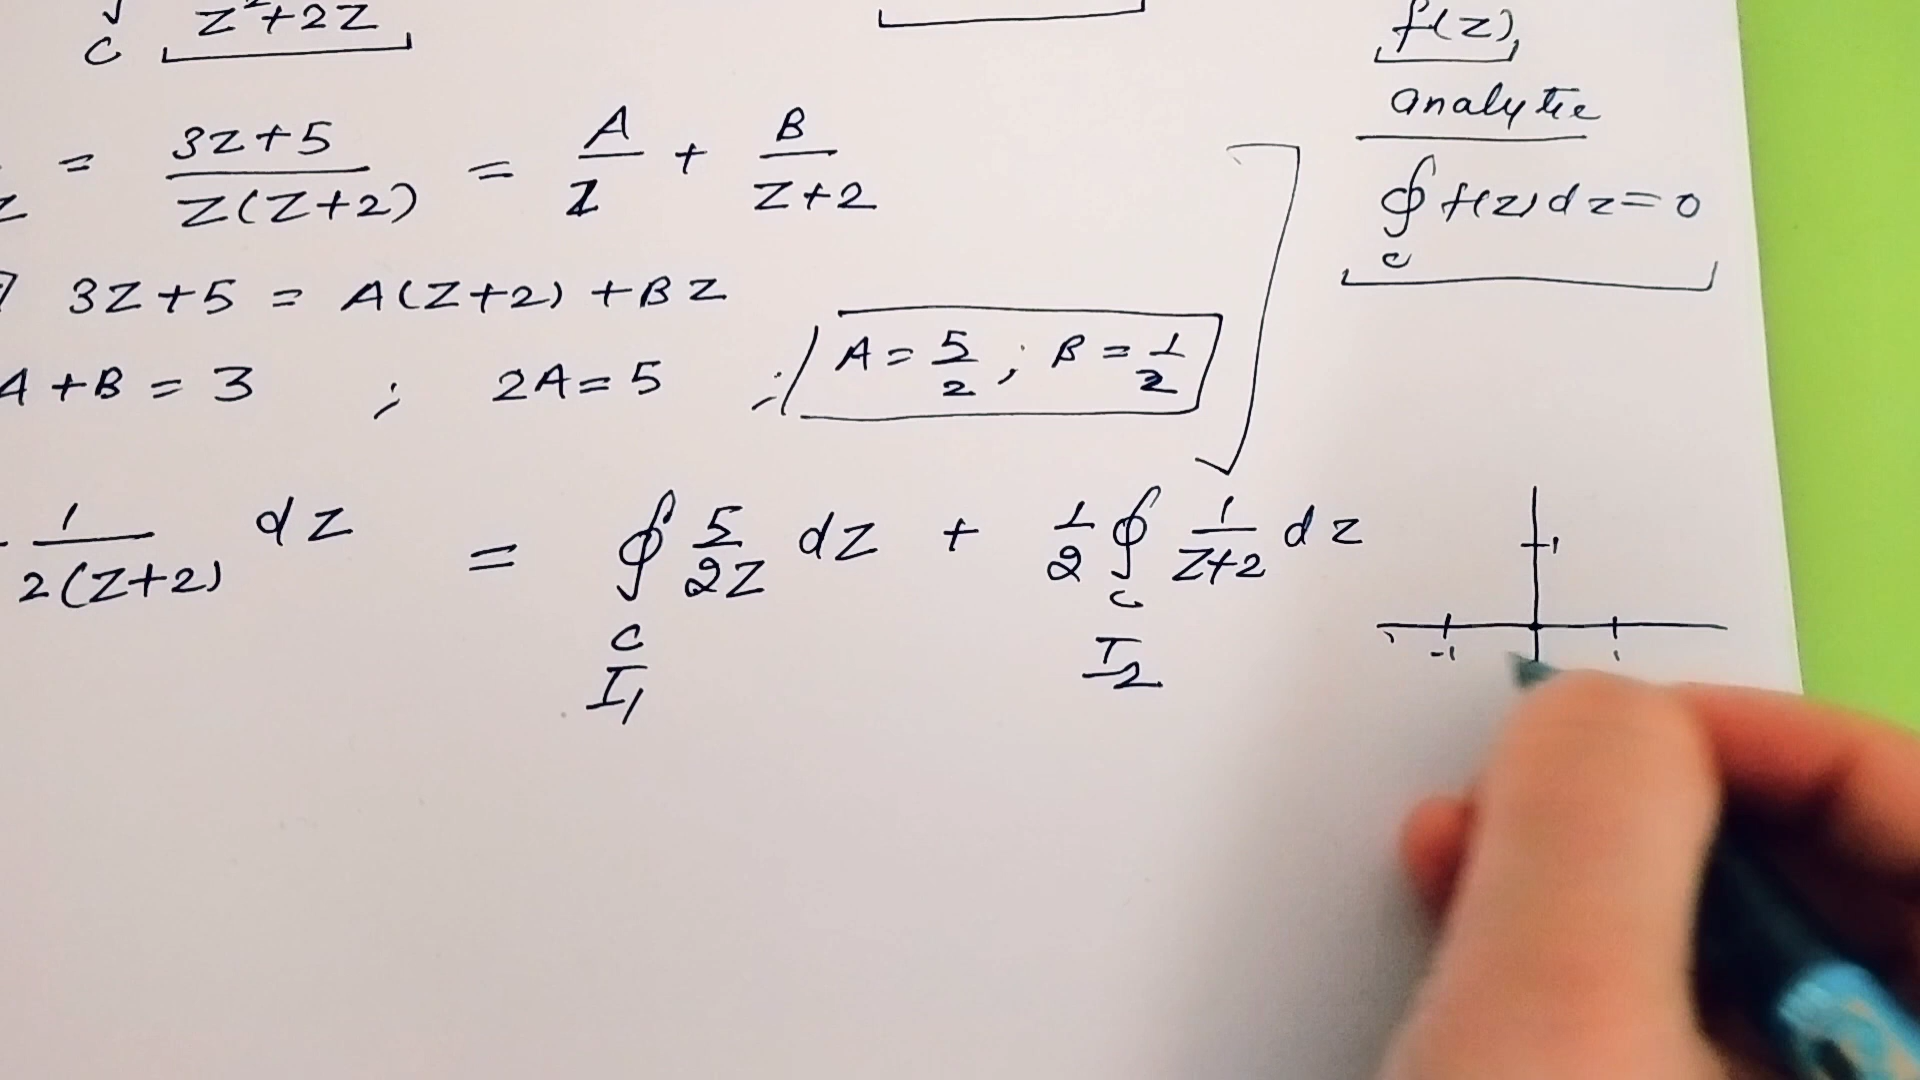 ∮ z²+2z
C
f(z),
analytic
z = 3z+5 / z(z+2) = A/z + B/z+2
∮ f(z)dz=0
c
3z+5 = A(z+2) +Bz
A+B = 3 ; 2A=5 ; A=5/2 ; B=1/2
1/2(z+2) dz = ∮ 5/2z dz + 1/2 ∮ 1/z+2 dz
C c
I₁ I₂
1
-1 1